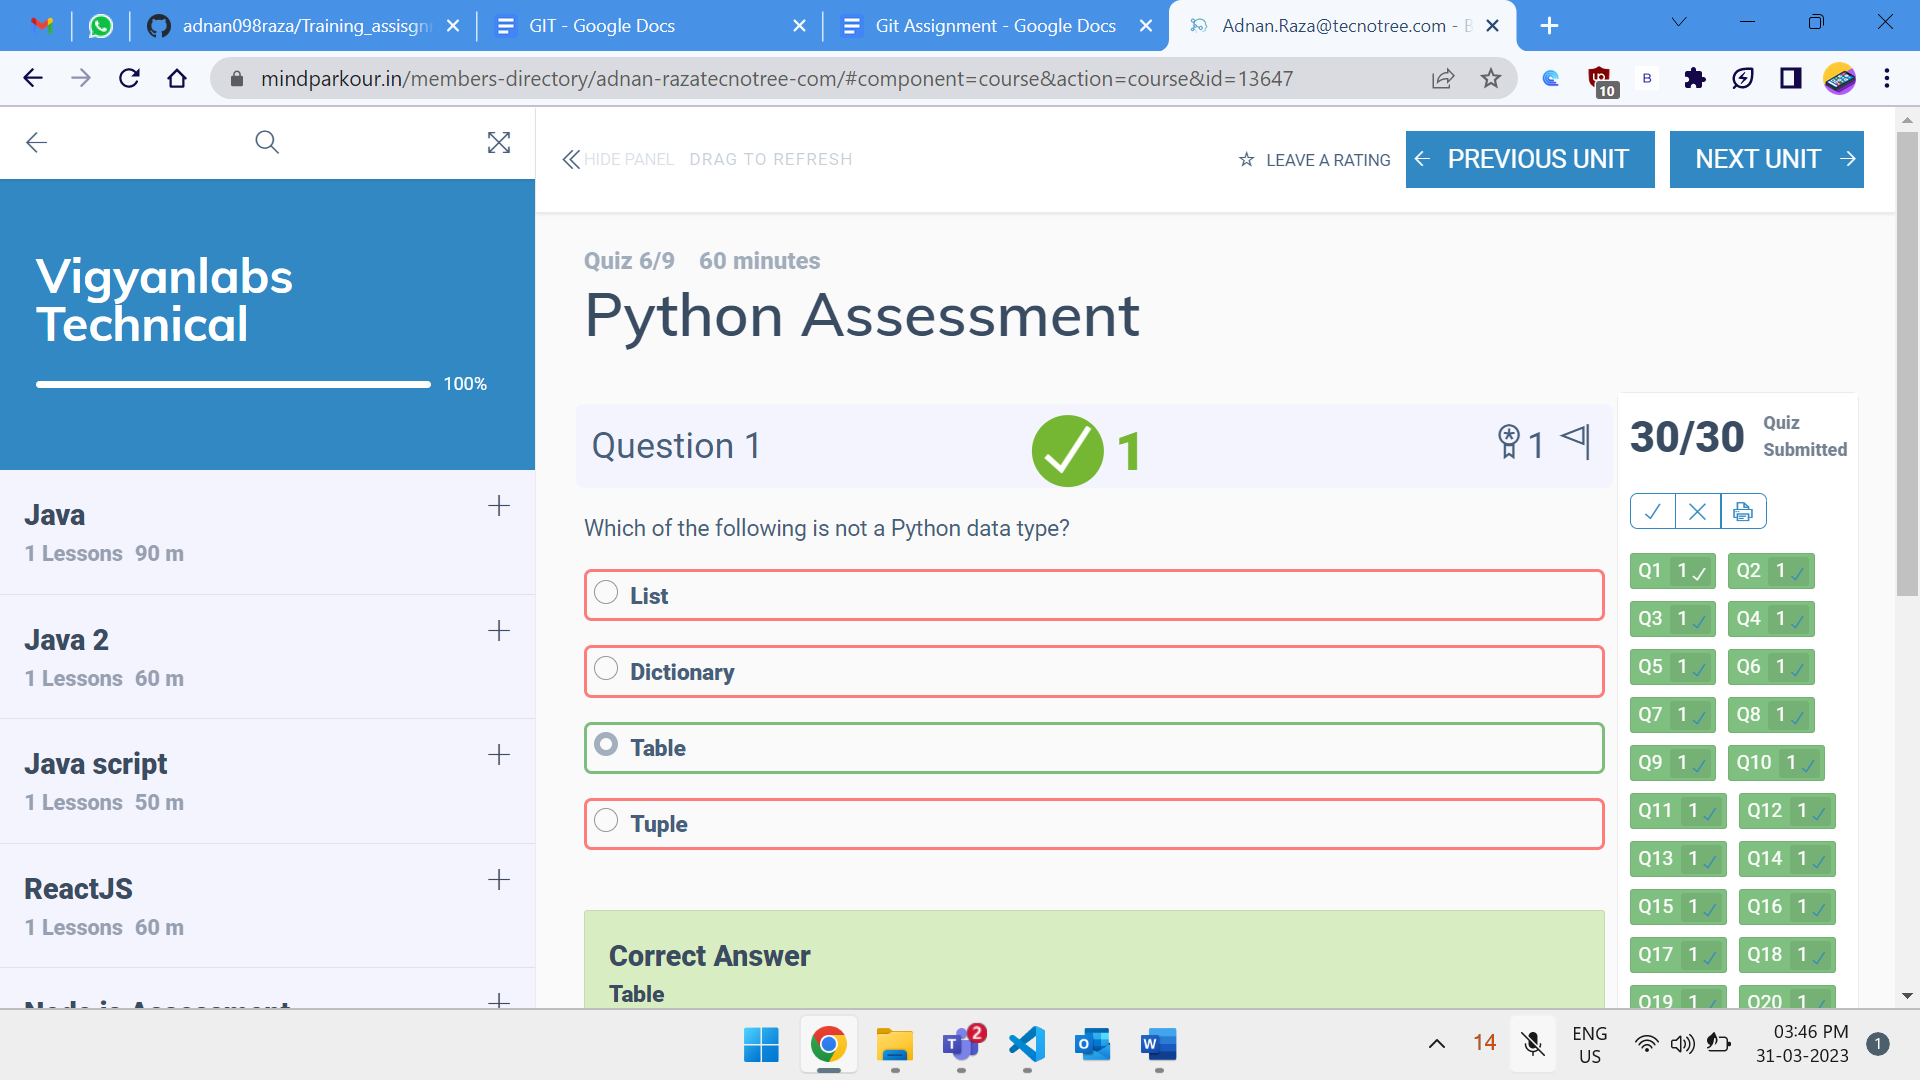 adnan098raza/Training_assisgnm
GIT - Google Docs
Git Assignment - Google Docs
Adnan.Raza@tecnotree.com - B
mindparkour.in/members-directory/adnan-razatecnotree-com/#component=course&action=course&id=13647
10
B
HIDE PANEL DRAG TO REFRESH
LEAVE A RATING
PREVIOUS UNIT
NEXT UNIT
Vigyanlabs
Technical
100%
Java
1 Lessons 90 m
Java 2
1 Lessons 60 m
Java script
1 Lessons 50 m
ReactJS
1 Lessons 60 m
Quiz 6/9 60 minutes
Python Assessment
Question 1
1
1
Which of the following is not a Python data type?
List
Dictionary
Table
Tuple
Correct Answer
Table
30/30 Quiz Submitted
Q1 1
Q2 1
Q3 1
Q4 1
Q5 1
Q6 1
Q7 1
Q8 1
Q9 1
Q10 1
Q11 1
Q12 1
Q13 1
Q14 1
Q15 1
Q16 1
Q17 1
Q18 1
Q19 1
Q20 1
2
14
ENG
US
03:46 PM
31-03-2023
1